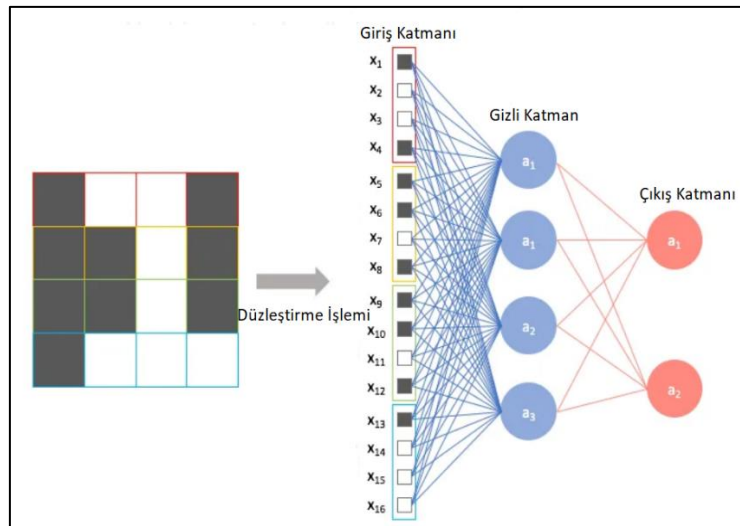 Giriş Katmanı
x1
x2
x3
x4
x5
x6
x7
x8
x9
x10
x11
x12
x13
x14
x15
x16
Düzleştirme İşlemi
Gizli Katman
a1
a1
a2
a3
Çıkış Katmanı
a1
a2